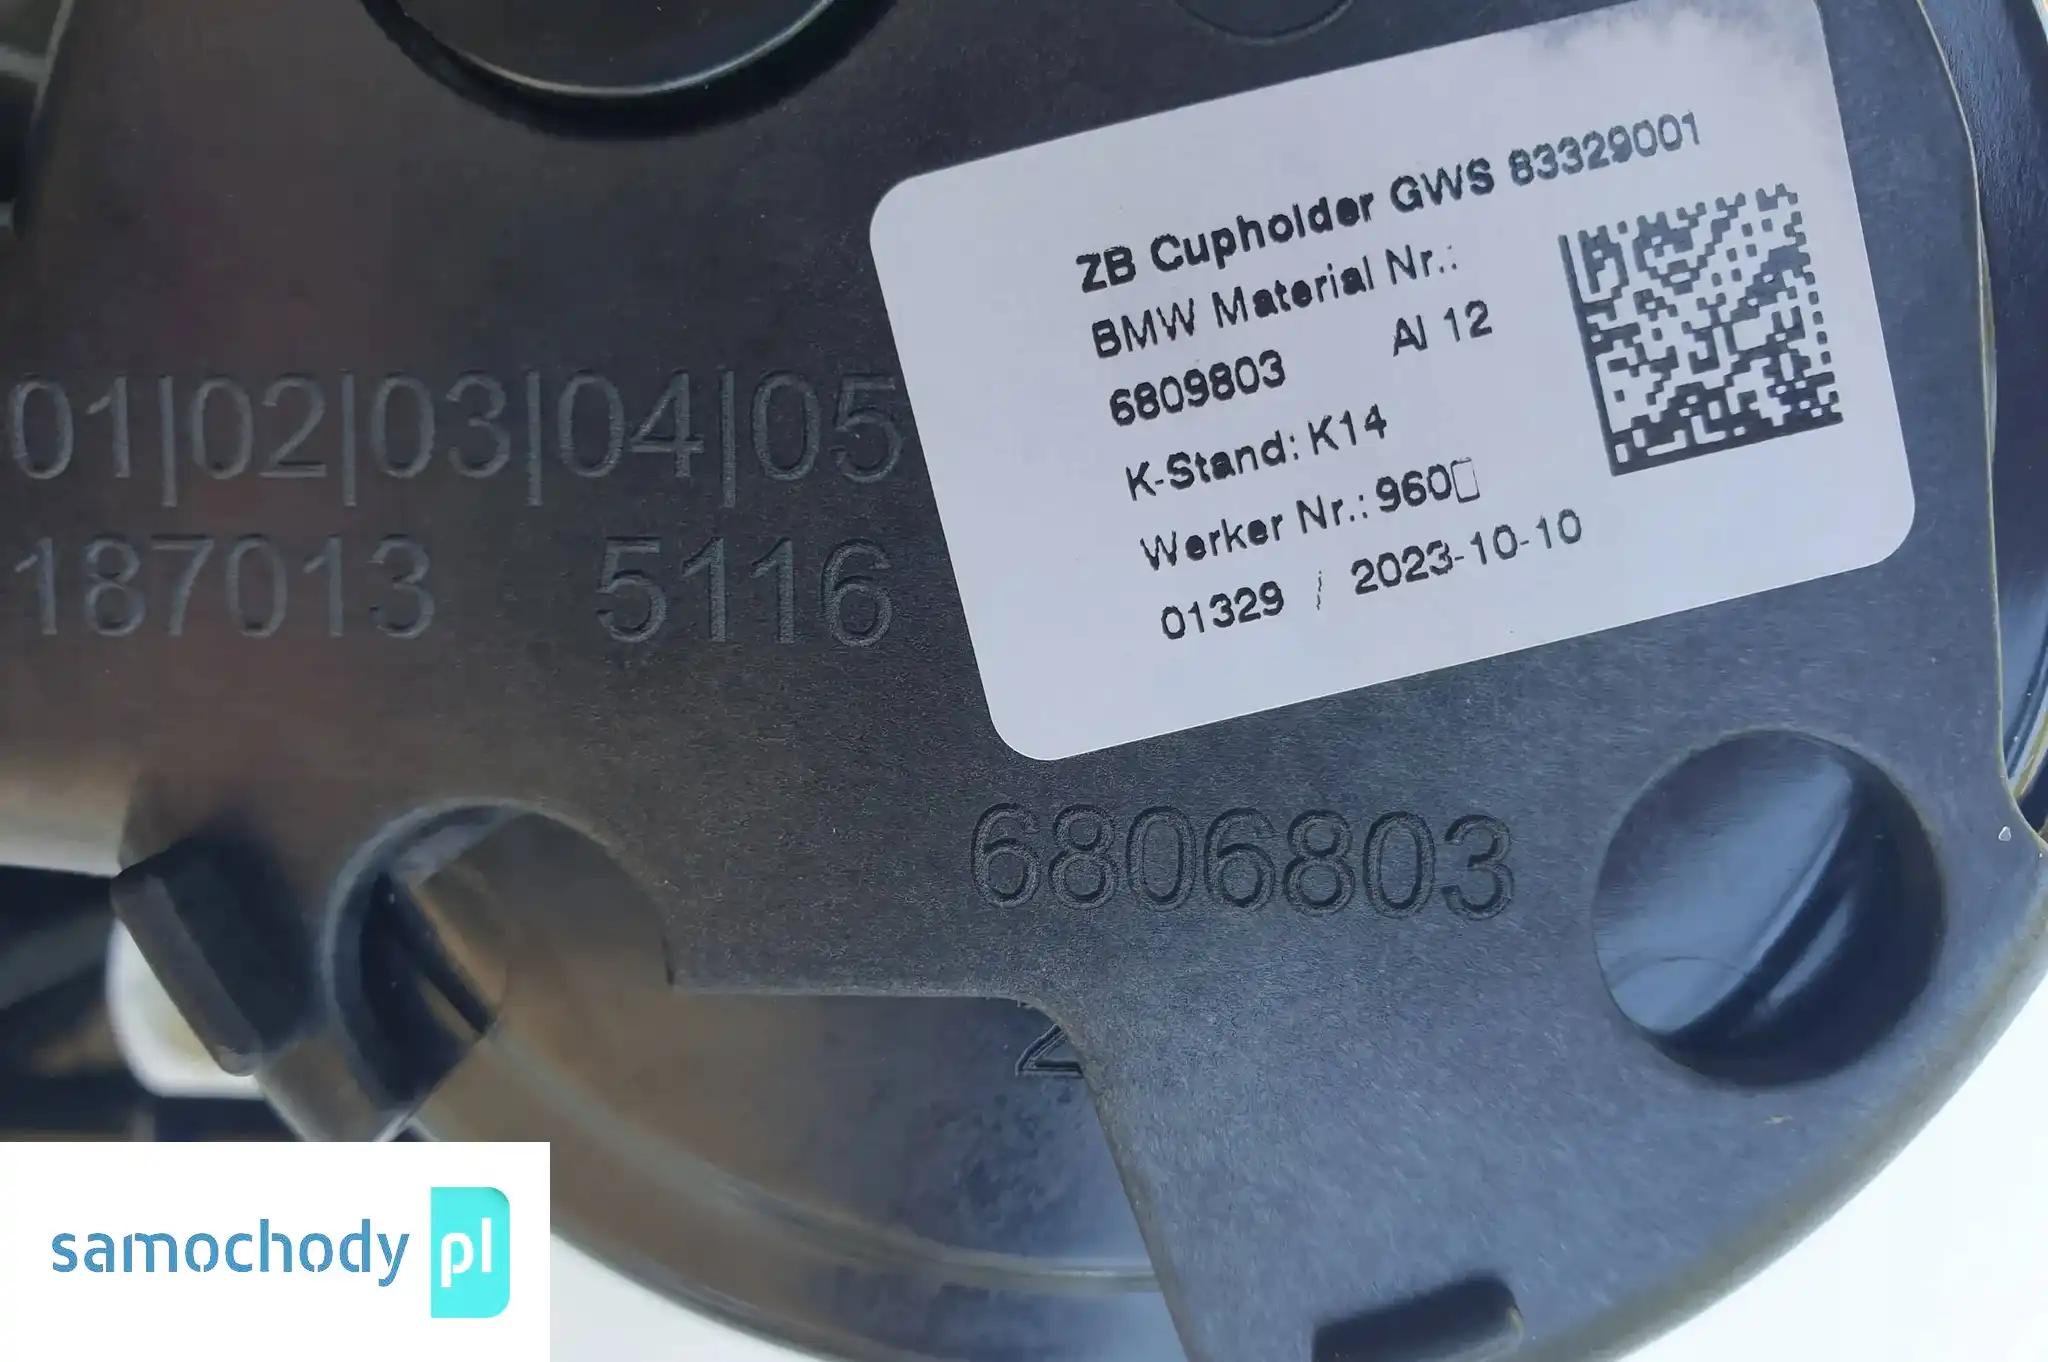 ZB Cupholder GWS 83329001
BMW Material Nr.:
6809803 AI 12
K-Stand: K14
Werker Nr.: 960▯
01329 / 2023-10-10
01|02|03|04|05
187013 5116
6806803
2
samochody pl